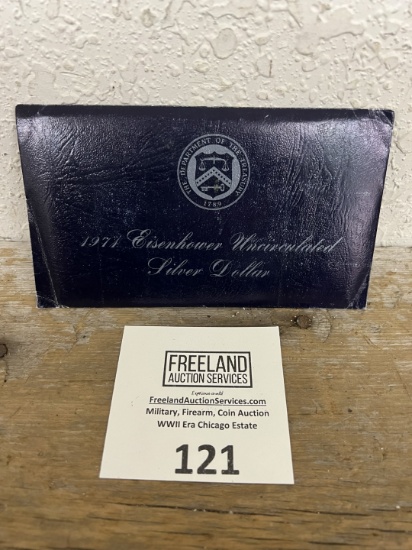 THE DEPARTMENT OF THE TREASURY
1789
1971 Eisenhower Uncirculated
Silver Dollar
FREELAND
AUCTION SERVICES
FreelandAuctionServices.com
Military, Firearm, Coin Auction
WWII Era Chicago Estate
121